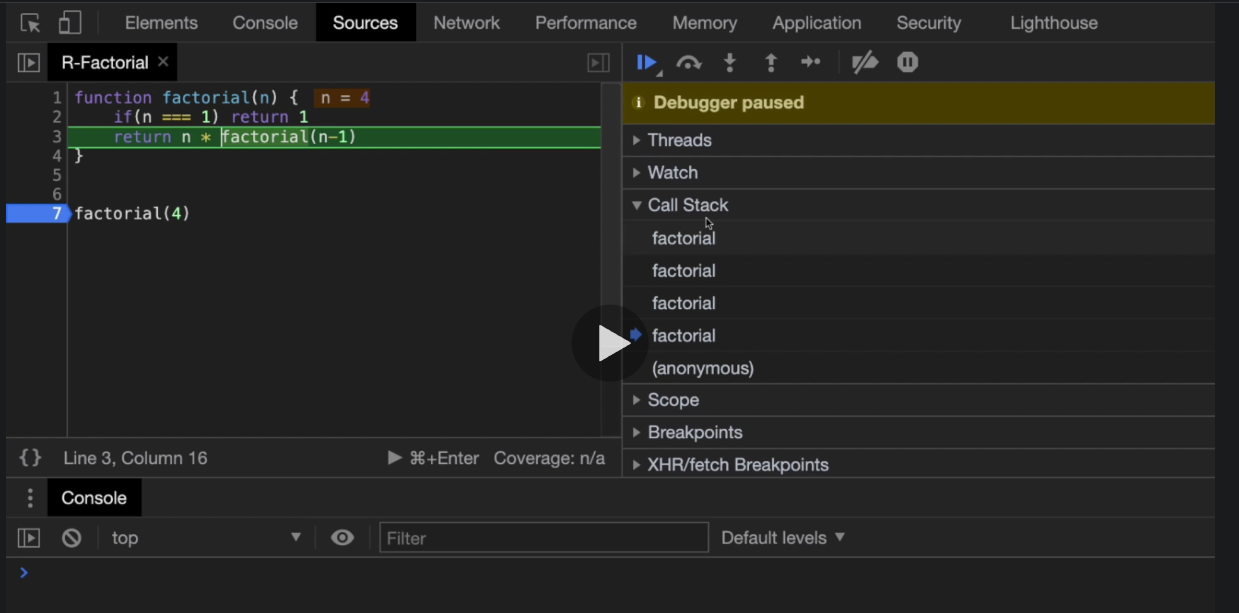 Elements Console Sources Network Performance Memory Application Security Lighthouse
R-Factorial ×
1 function factorial(n) { n = 4
2 if(n === 1) return 1
3 return n * factorial(n-1)
4 }
5
6
7 factorial(4)
{} Line 3, Column 16 ⌘+Enter Coverage: n/a
Debugger paused
Threads
Watch
Call Stack
factorial
factorial
factorial
factorial
(anonymous)
Scope
Breakpoints
XHR/fetch Breakpoints
Console
top Filter Default levels